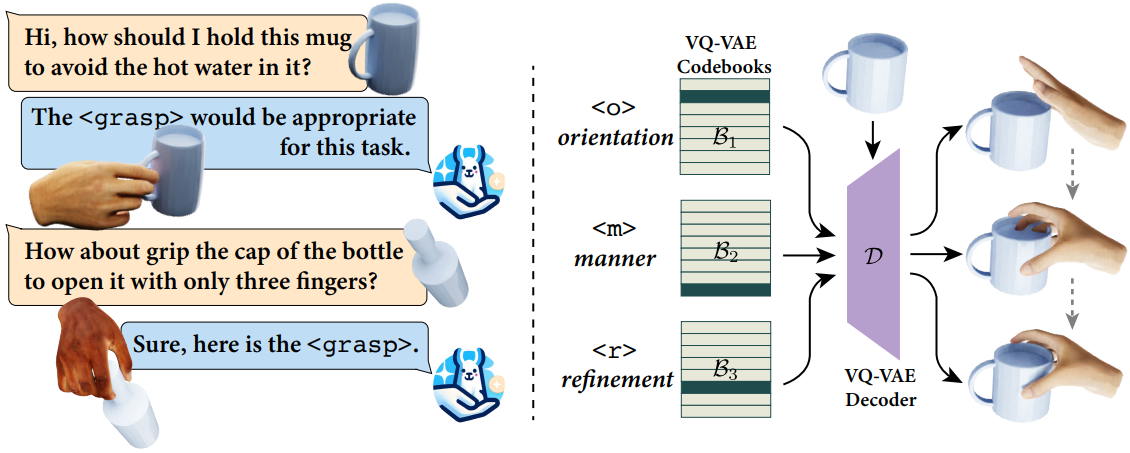 Hi, how should I hold this mug
to avoid the hot water in it?
The <grasp> would be appropriate
for this task.
How about grip the cap of the bottle
to open it with only three fingers?
Sure, here is the <grasp>.
VQ-VAE
Codebooks
<o>
orientation
B₁
<m>
manner
B₂
<r>
refinement
B₃
D
VQ-VAE
Decoder